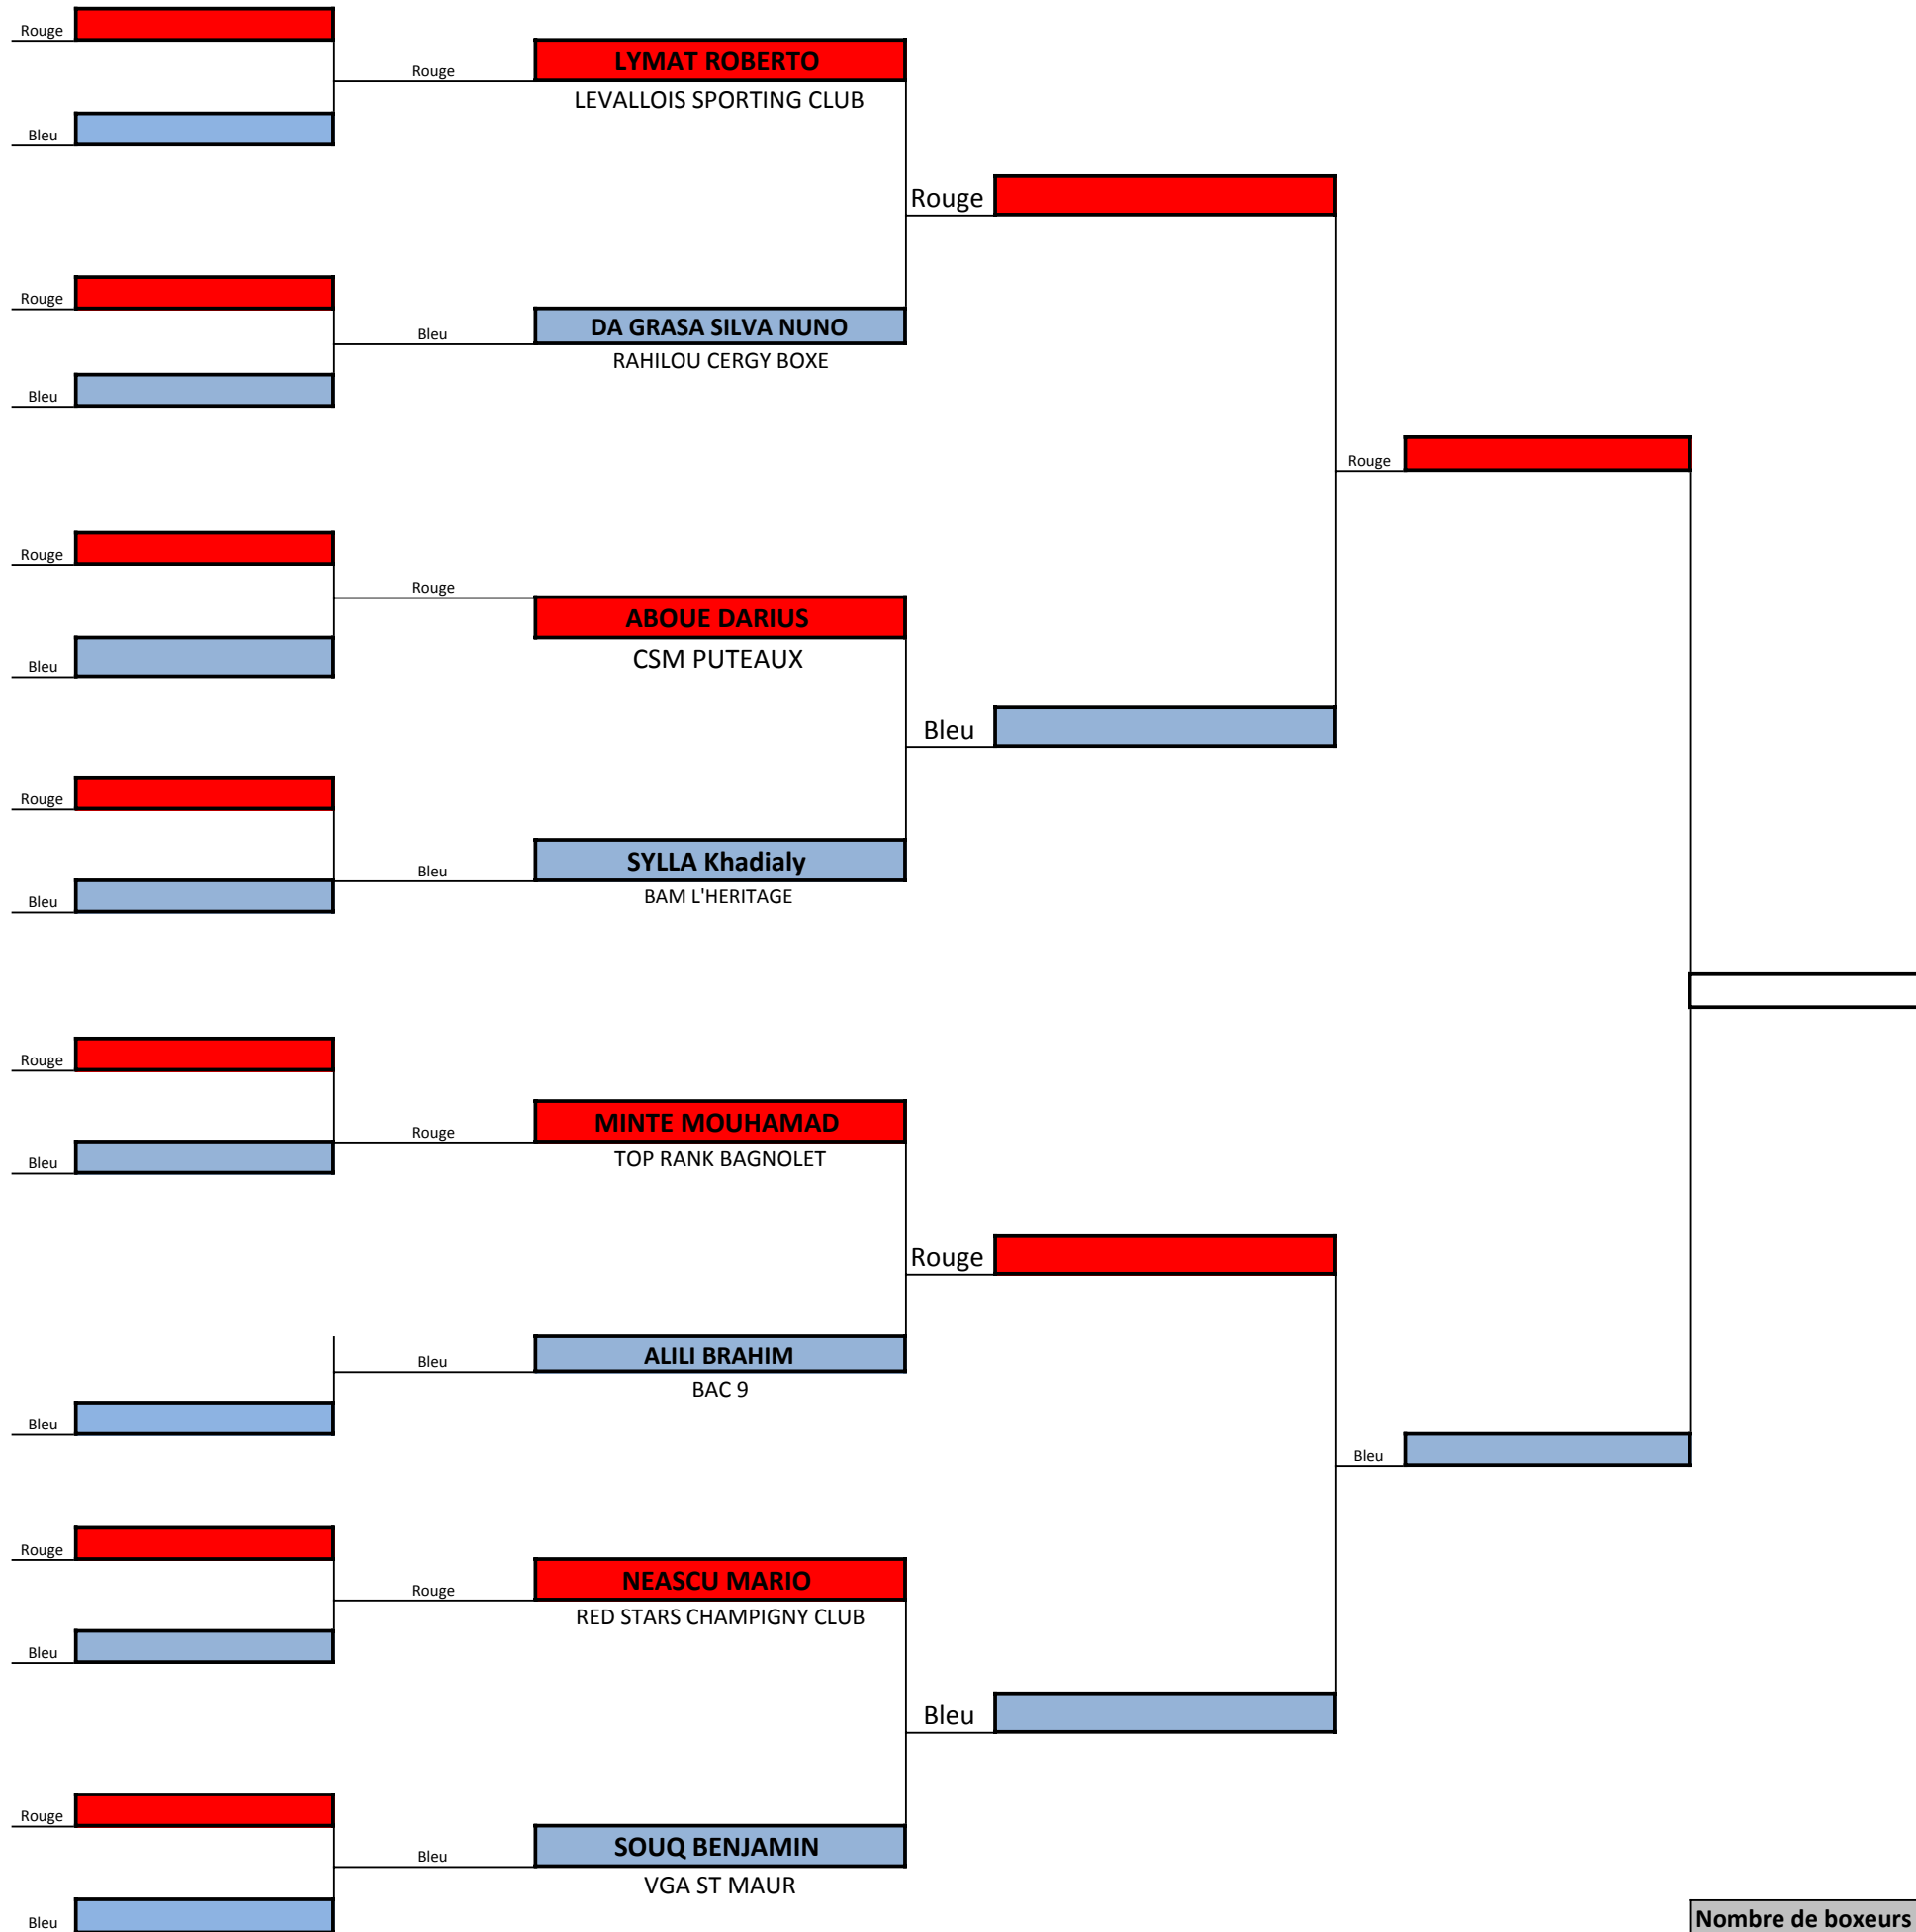 Rouge
Rouge
LYMAT ROBERTO
LEVALLOIS SPORTING CLUB
Bleu
Rouge
Rouge
Bleu
DA GRASA SILVA NUNO
RAHILOU CERGY BOXE
Bleu
Rouge
Rouge
Rouge
ABOUE DARIUS
CSM PUTEAUX
Bleu
Bleu
Rouge
Bleu
SYLLA Khadialy
BAM L'HERITAGE
Bleu
Rouge
Rouge
MINTE MOUHAMAD
TOP RANK BAGNOLET
Bleu
Rouge
Bleu
ALILI BRAHIM
BAC 9
Bleu
Bleu
Rouge
Rouge
NEASCU MARIO
RED STARS CHAMPIGNY CLUB
Bleu
Bleu
Rouge
Bleu
SOUQ BENJAMIN
VGA ST MAUR
Bleu
Nombre de boxeurs